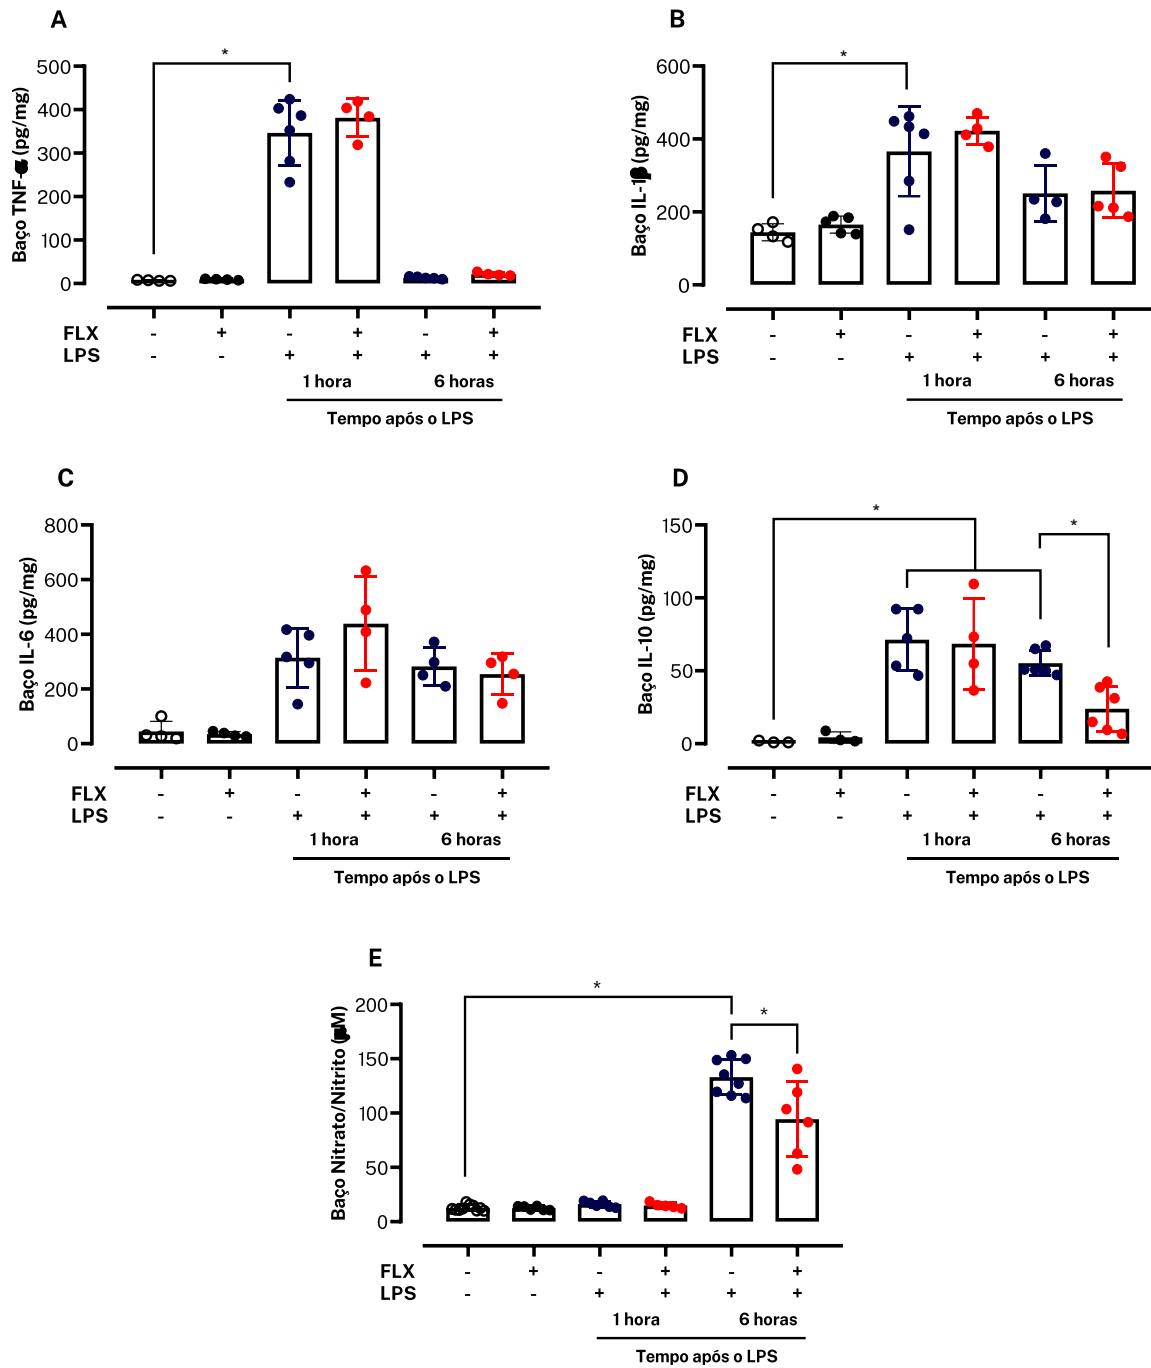 A
*
500
400
300
200
100
0
Baço TNF-α (pg/mg)
FLX - + - + - +
LPS - - + + + +
1 hora 6 horas
Tempo após o LPS
B
*
600
400
200
0
Baço IL-1β (pg/mg)
FLX - + - + - +
LPS - - + + + +
1 hora 6 horas
Tempo após o LPS
C
800
600
400
200
0
Baço IL-6 (pg/mg)
FLX - + - + - +
LPS - - + + + +
1 hora 6 horas
Tempo após o LPS
D
* *
150
100
50
0
Baço IL-10 (pg/mg)
FLX - + - + - +
LPS - - + + + +
1 hora 6 horas
Tempo após o LPS
E
* *
200
150
100
50
0
Baço Nitrato/Nitrito (μM)
FLX - + - + - +
LPS - - + + + +
1 hora 6 horas
Tempo após o LPS